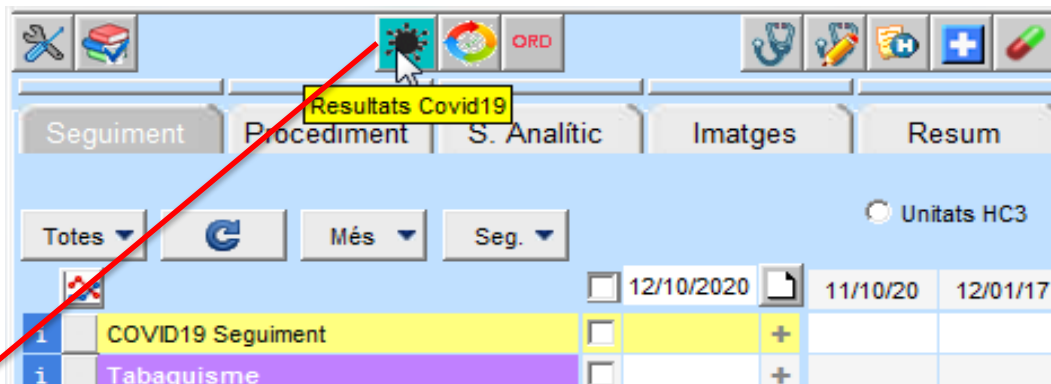 ORD
H
Resultats Covid19
Seguiment Procediment S. Analític Imatges Resum
Unitats HC3
Totes Més Seg.
12/10/2020 11/10/20 12/01/17
i COVID19 Seguiment +
i Tabaquisme +